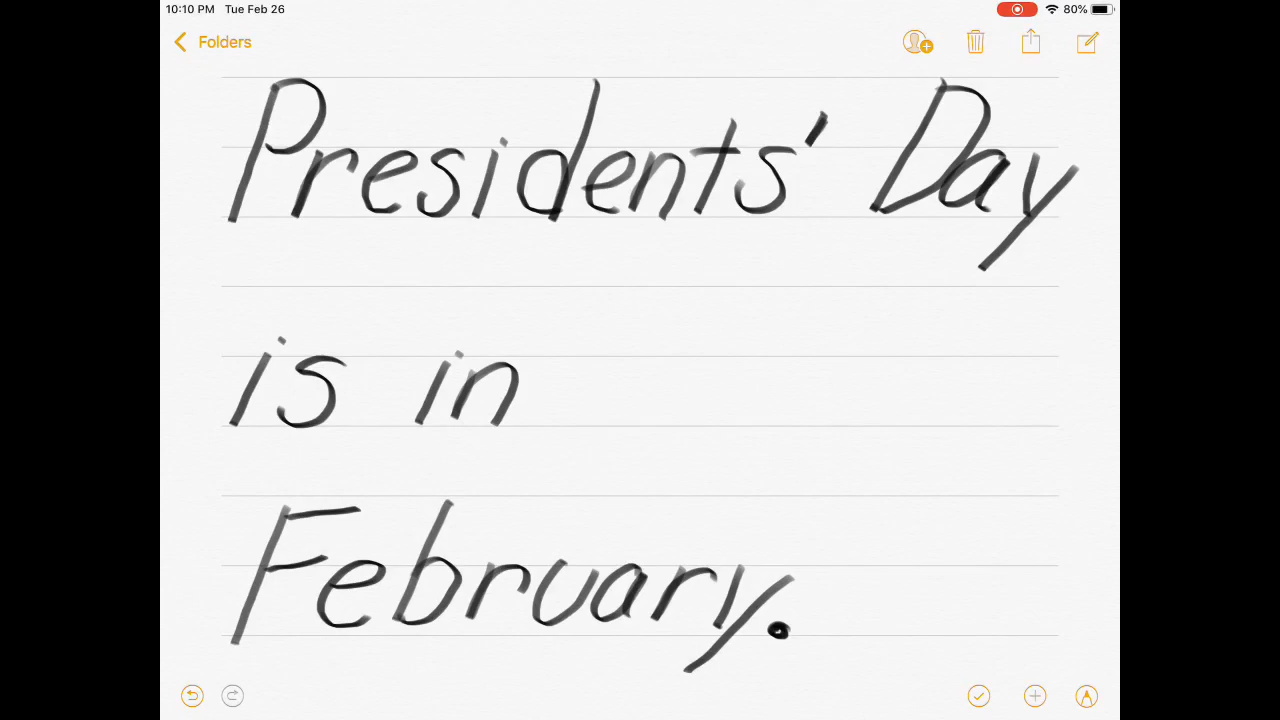 10:10 PM Tue Feb 26 80%
Folders
Presidents' Day
is in
February.